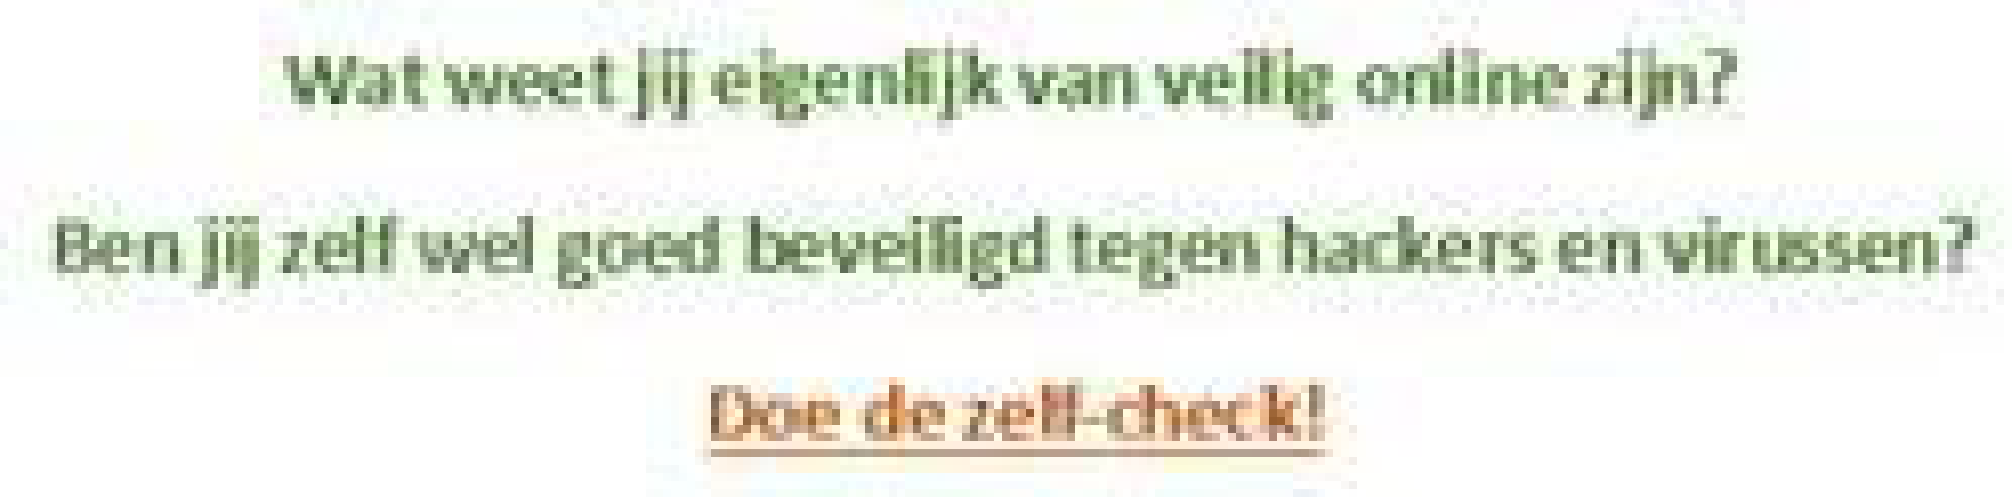 Wat weet jij eigenlijk van veilig online zijn?
Ben jij zelf wel goed beveiligd tegen hackers en virussen?
Doe de zelf-check!